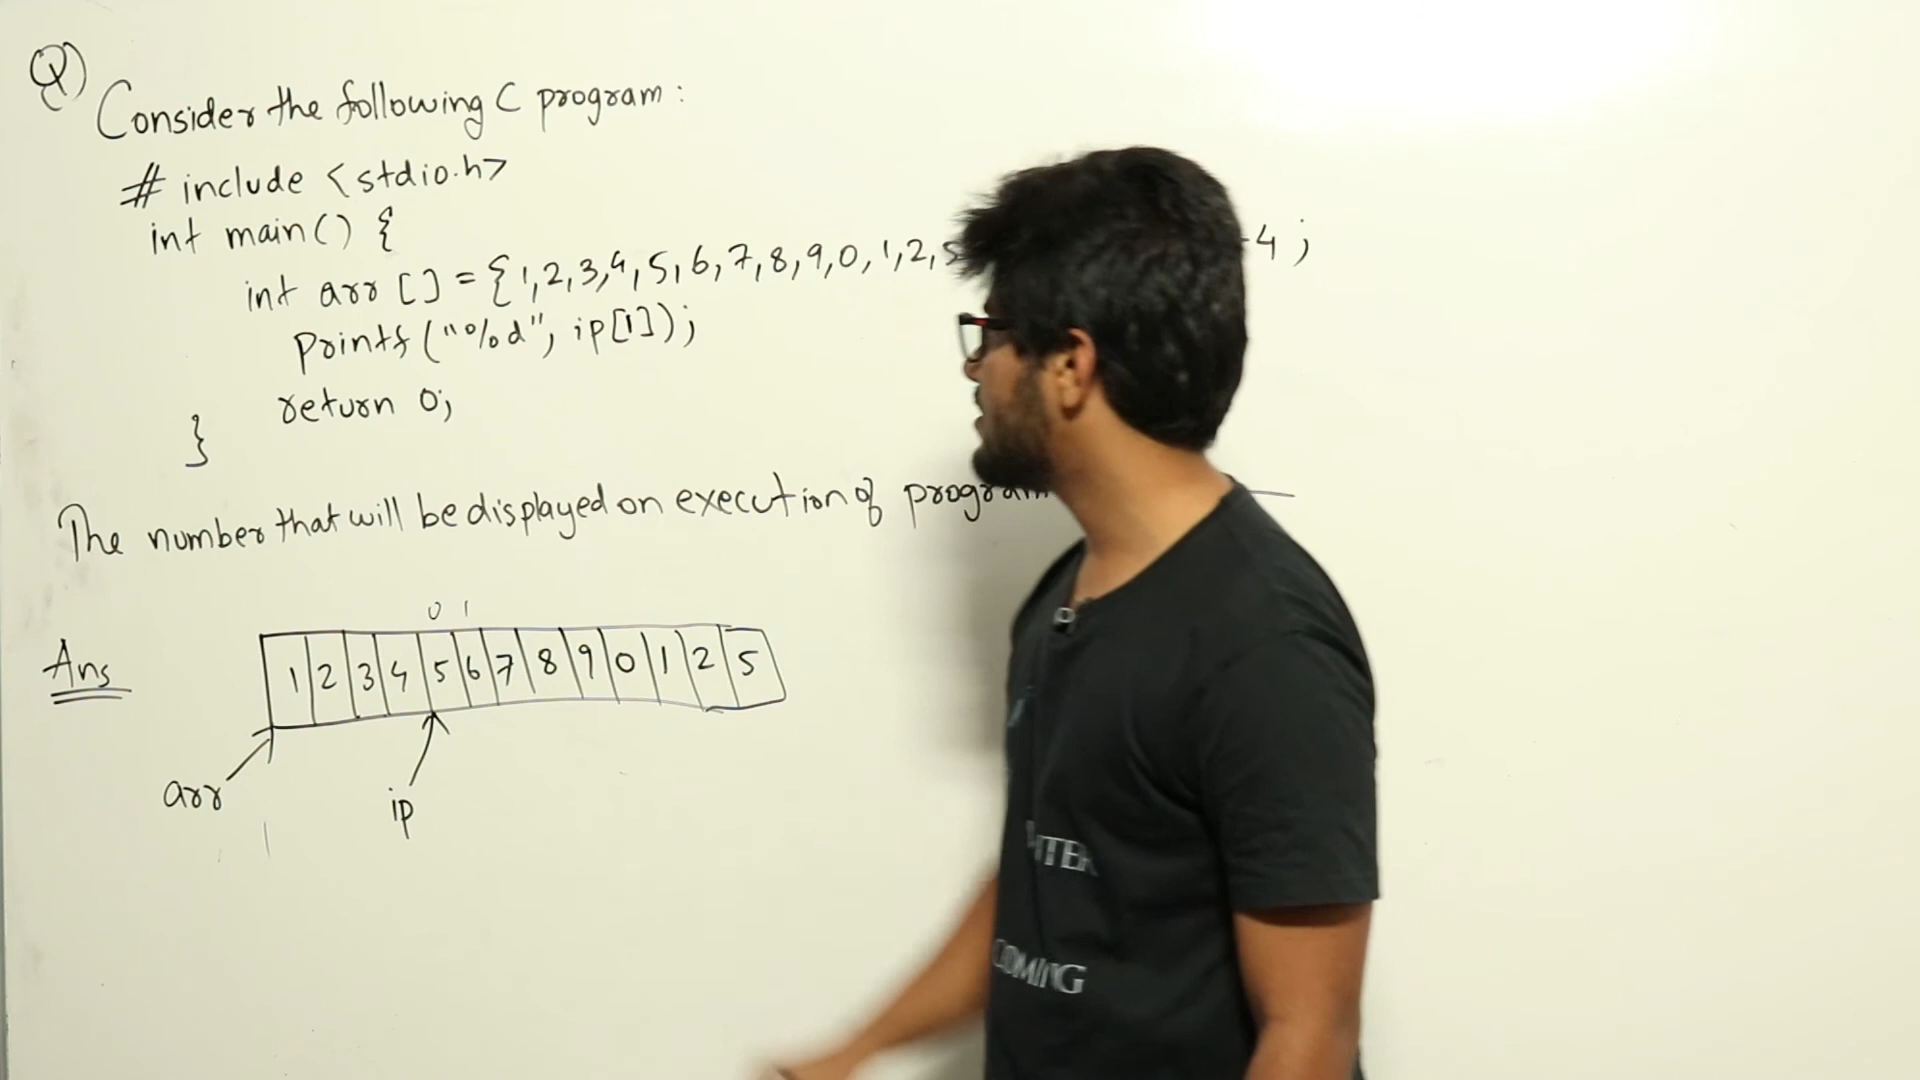 Q)
Consider the following C program :
# include <stdio.h>
int main() {
int arr [] = {1,2,3,4,5,6,7,8,9,0,1,2,5 4 ;
printf ("%d", ip[1]);
return 0;
}
The number that will be displayed on execution of program
0 1
Ans 1 2 3 4 5 6 7 8 9 0 1 2 5
arr
ip
COMING